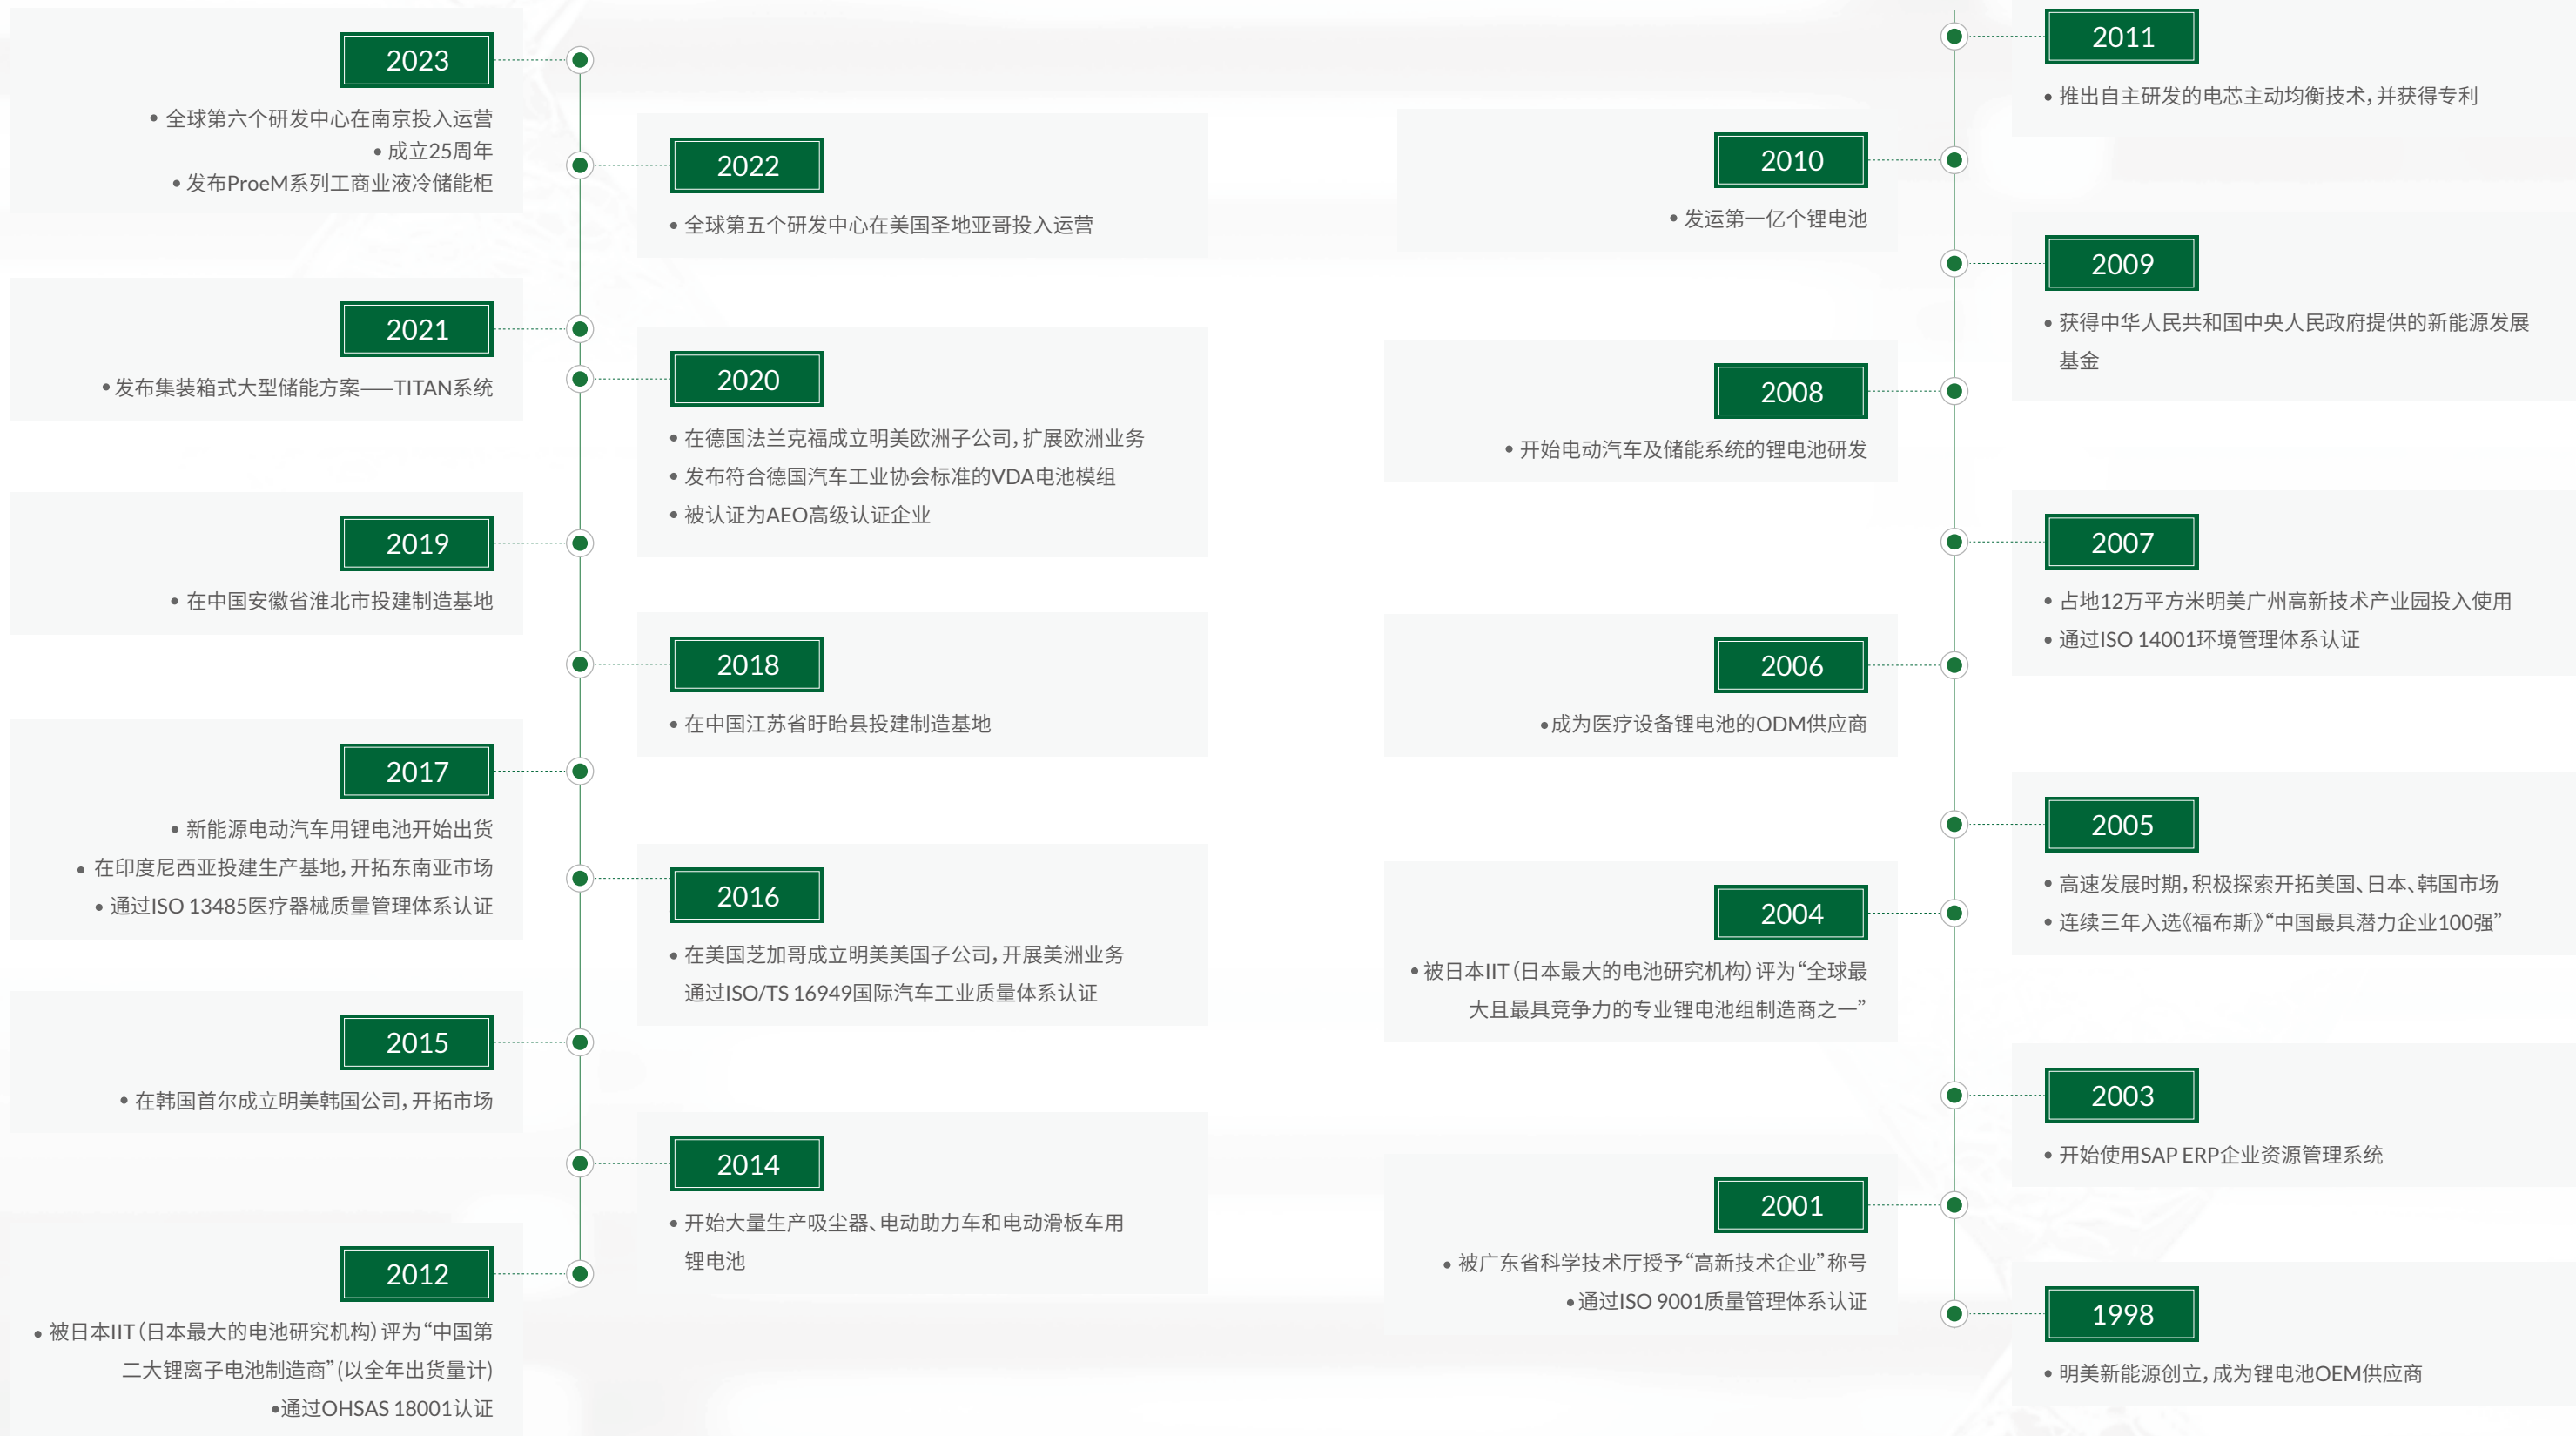 2023
• 全球第六个研发中心在南京投入运营
• 成立25周年
• 发布ProeM系列工商业液冷储能柜
2022
• 全球第五个研发中心在美国圣地亚哥投入运营
2021
• 发布集装箱式大型储能方案——TITAN系统
2020
• 在德国法兰克福成立明美欧洲子公司，扩展欧洲业务
• 发布符合德国汽车工业协会标准的VDA电池模组
• 被认证为AEO高级认证企业
2019
• 在中国安徽省淮北市投建制造基地
2018
• 在中国江苏省盱眙县投建制造基地
2017
• 新能源电动汽车用锂电池开始出货
• 在印度尼西亚投建生产基地，开拓东南亚市场
• 通过ISO 13485医疗器械质量管理体系认证
2016
• 在美国芝加哥成立明美美国子公司，开展美洲业务
通过ISO/TS 16949国际汽车工业质量体系认证
2015
• 在韩国首尔成立明美韩国公司，开拓市场
2014
• 开始大量生产吸尘器、电动助力车和电动滑板车用
锂电池
2012
• 被日本IIT（日本最大的电池研究机构）评为“中国第
二大锂离子电池制造商”(以全年出货量计)
•通过OHSAS 18001认证
2011
• 推出自主研发的电芯主动均衡技术，并获得专利
2010
• 发运第一亿个锂电池
2009
• 获得中华人民共和国中央人民政府提供的新能源发展
基金
2008
• 开始电动汽车及储能系统的锂电池研发
2007
• 占地12万平方米明美广州高新技术产业园投入使用
• 通过ISO 14001环境管理体系认证
2006
•成为医疗设备锂电池的ODM供应商
2005
• 高速发展时期，积极探索开拓美国、日本、韩国市场
• 连续三年入选《福布斯》“中国最具潜力企业100强”
2004
• 被日本IIT（日本最大的电池研究机构）评为“全球最
大且最具竞争力的专业锂电池组制造商之一”
2003
• 开始使用SAP ERP企业资源管理系统
2001
• 被广东省科学技术厅授予“高新技术企业”称号
•通过ISO 9001质量管理体系认证
1998
• 明美新能源创立，成为锂电池OEM供应商